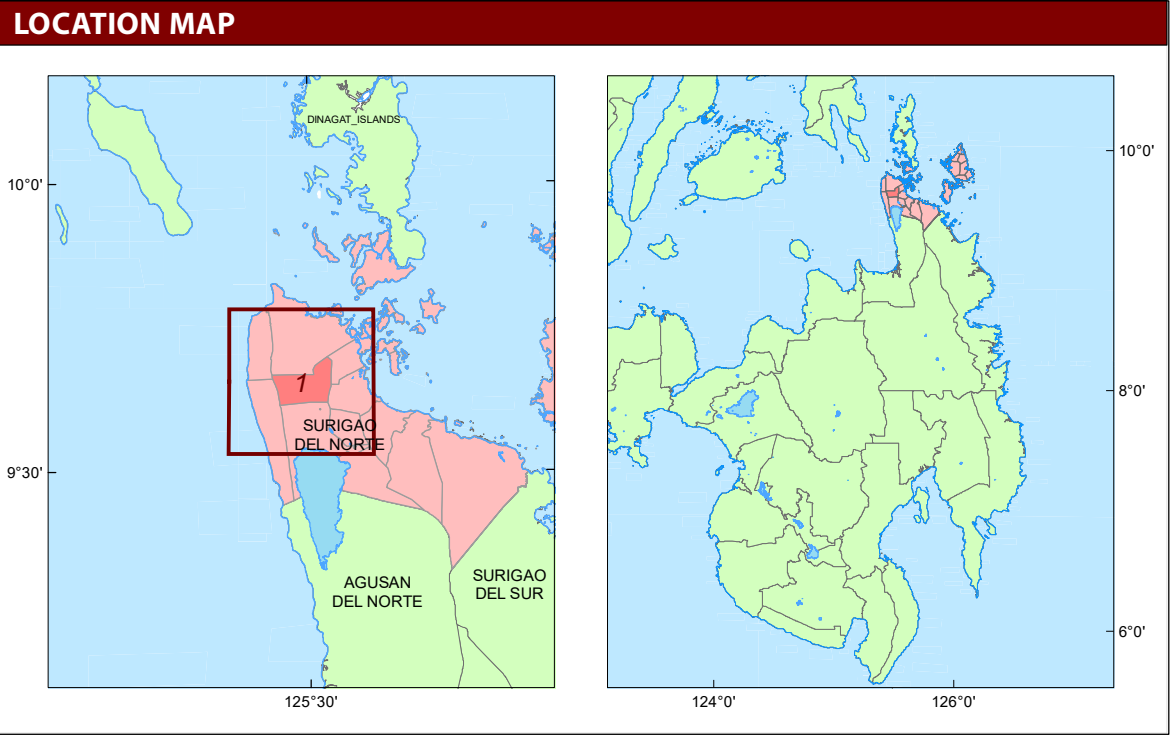 LOCATION MAP
DINAGAT_ISLANDS
10°0'
1
SURIGAO
DEL NORTE
9°30'
AGUSAN
DEL NORTE
SURIGAO
DEL SUR
125°30'
10°0'
8°0'
6°0'
124°0'
126°0'